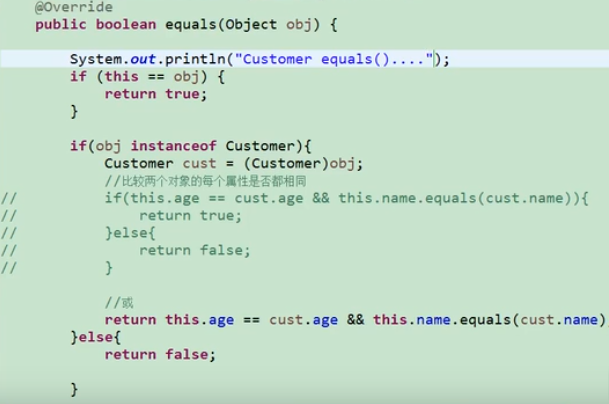 @Override
public boolean equals(Object obj) {
System.out.println("Customer equals()....");
if (this == obj) {
return true;
}
if(obj instanceof Customer){
Customer cust = (Customer)obj;
//比较两个对象的每个属性是否都相同
// if(this.age == cust.age && this.name.equals(cust.name)){
// return true;
// }else{
// return false;
// }
//或
return this.age == cust.age && this.name.equals(cust.name)
}else{
return false;
}